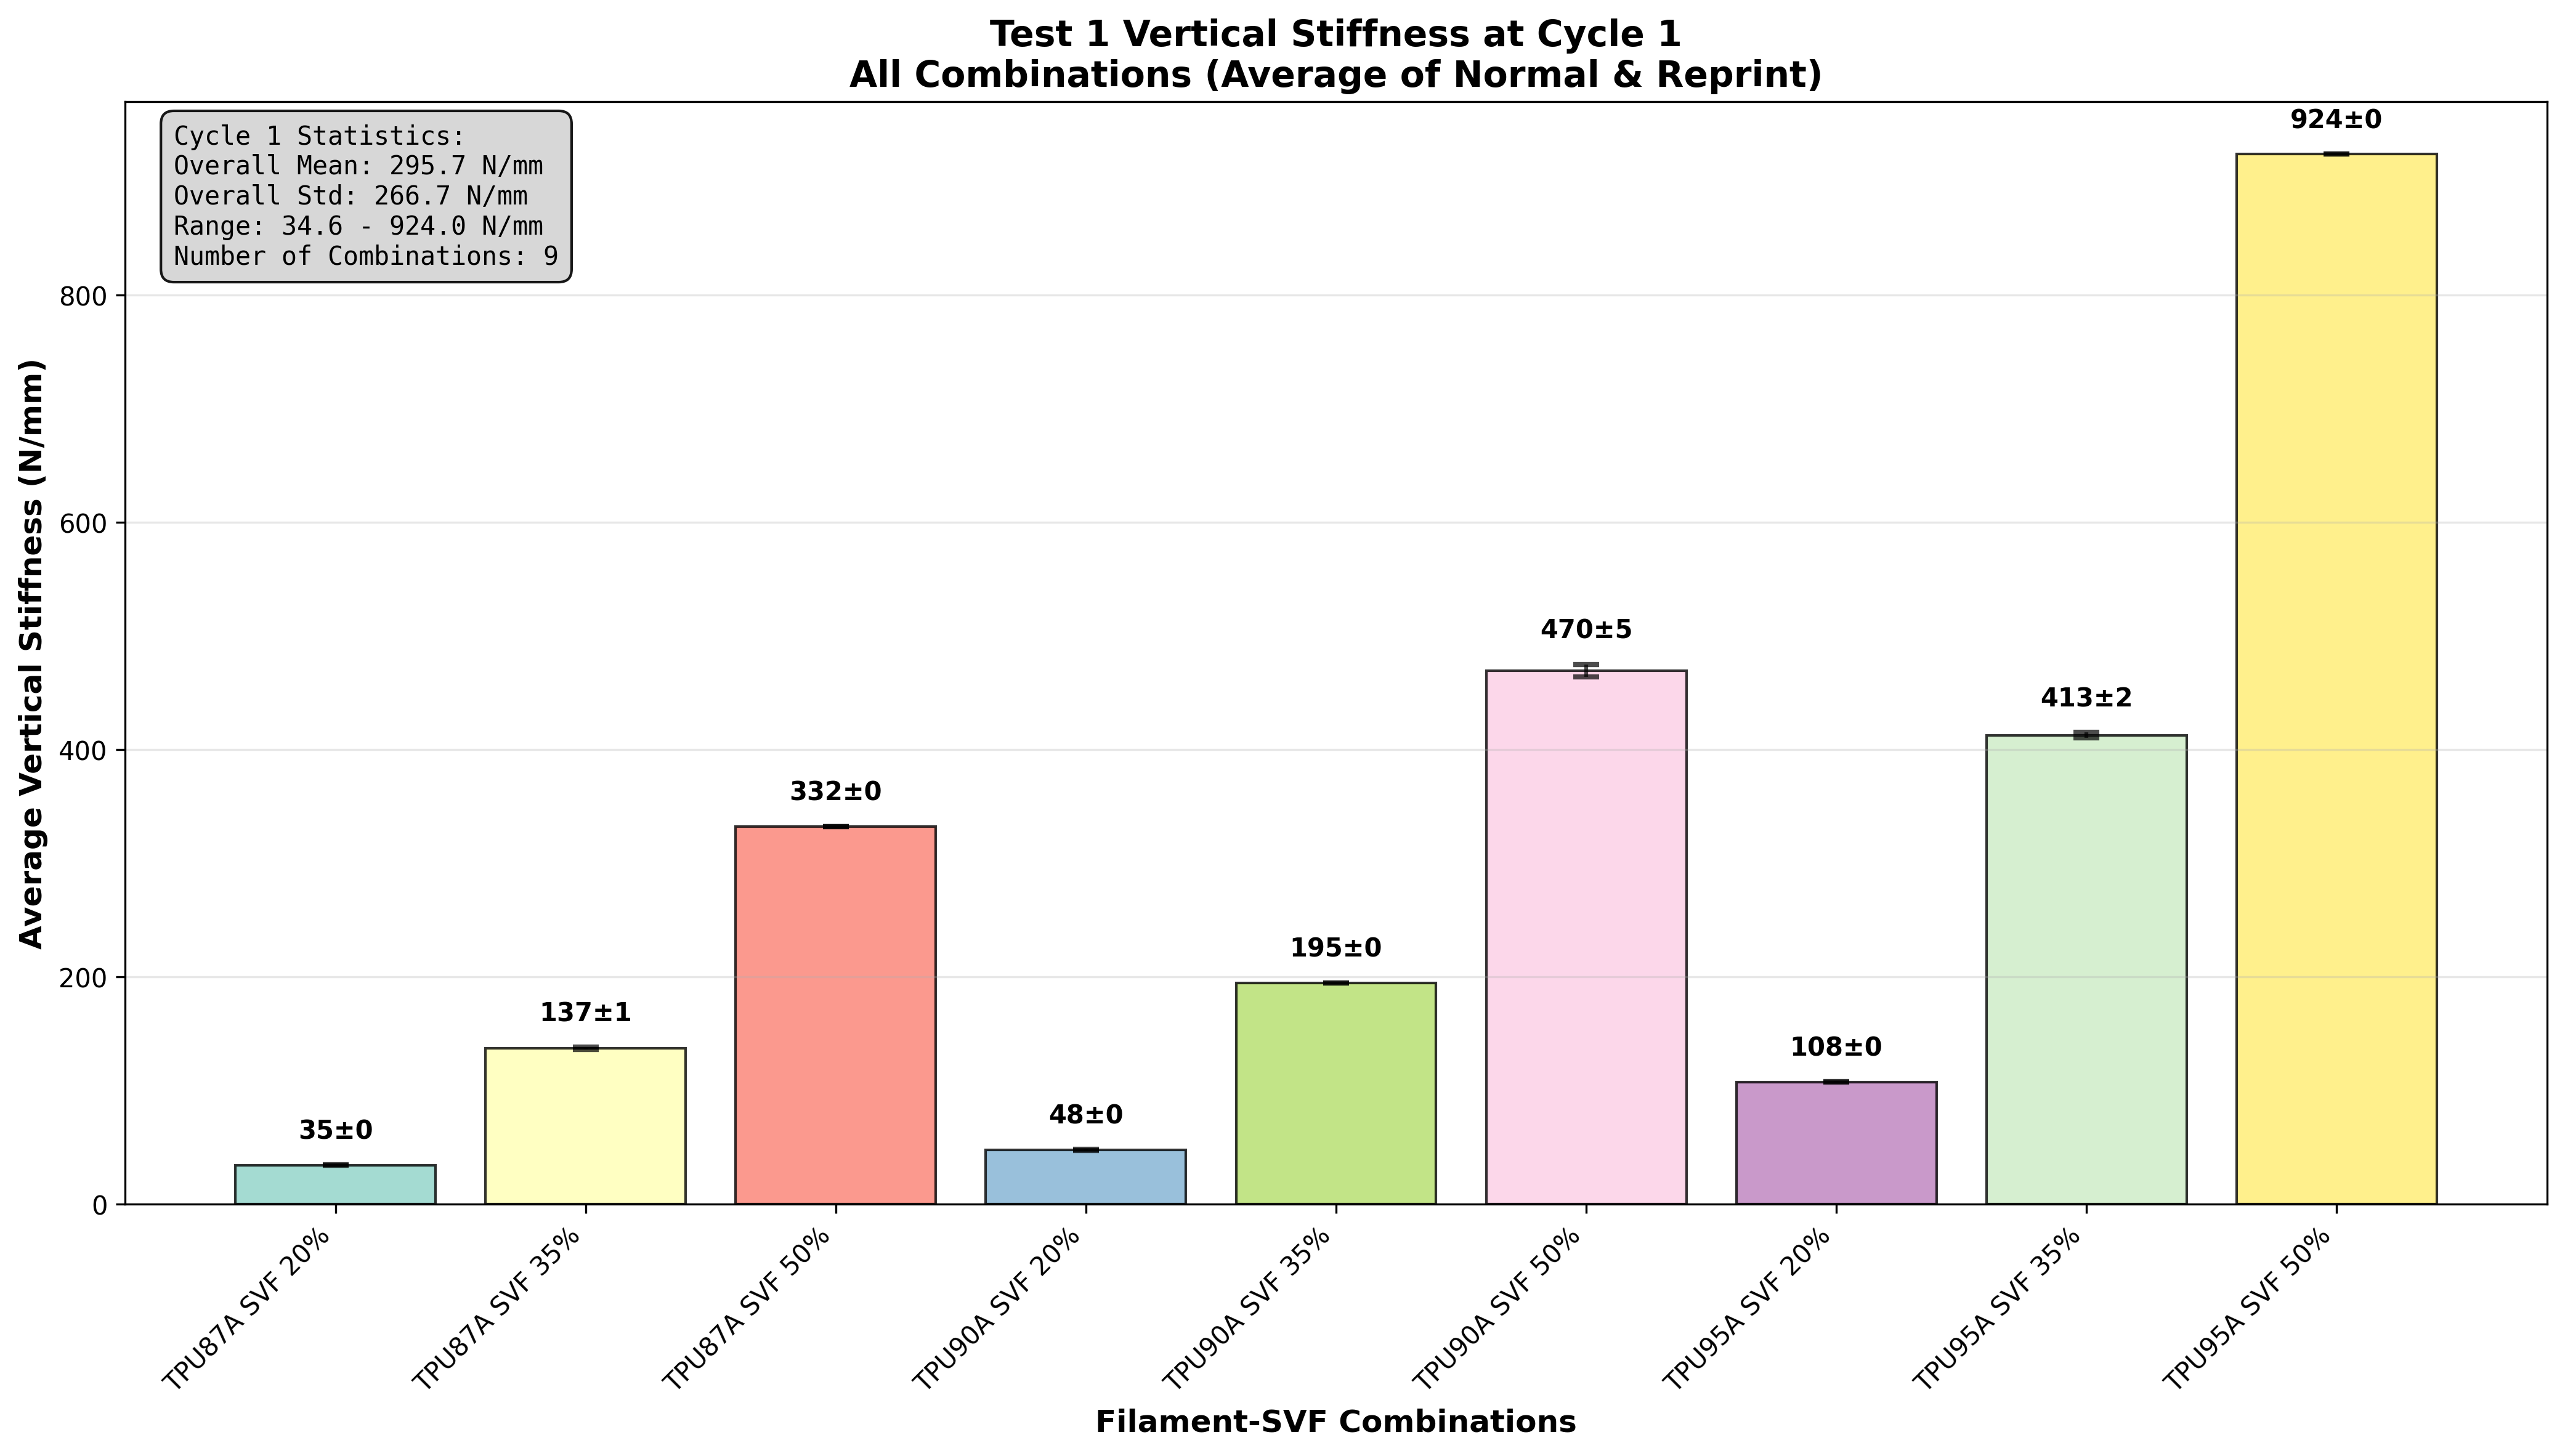 Test 1 Vertical Stiffness at Cycle 1
All Combinations (Average of Normal & Reprint)
Cycle 1 Statistics:
Overall Mean: 295.7 N/mm
Overall Std: 266.7 N/mm
Range: 34.6 - 924.0 N/mm
Number of Combinations: 9
Average Vertical Stiffness (N/mm)
800
600
400
200
0
35±0
137±1
332±0
48±0
195±0
470±5
108±0
413±2
924±0
TPU87A SVF 20%
TPU87A SVF 35%
TPU87A SVF 50%
TPU90A SVF 20%
TPU90A SVF 35%
TPU90A SVF 50%
TPU95A SVF 20%
TPU95A SVF 35%
TPU95A SVF 50%
Filament-SVF Combinations